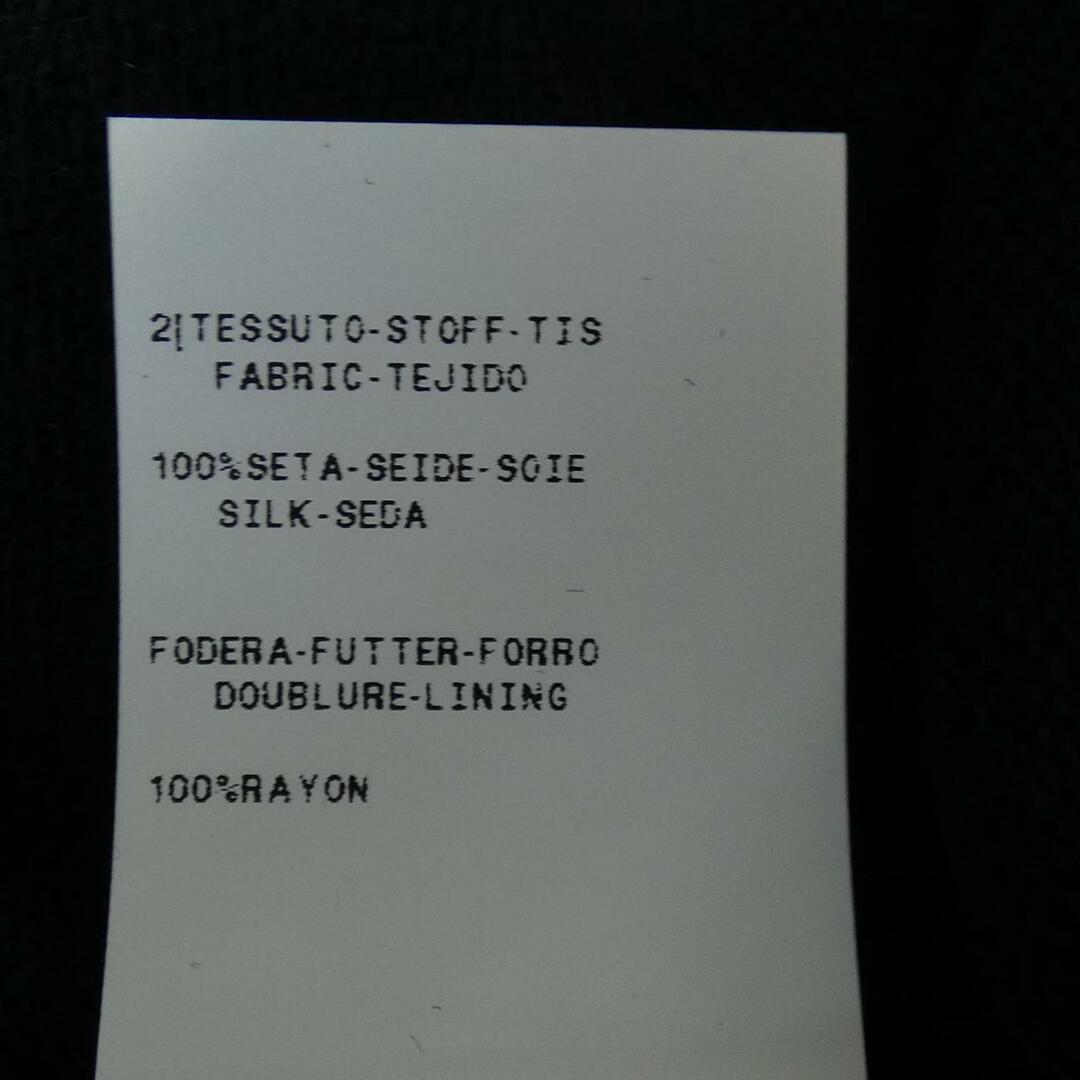 2[TESSUTO-STOFF-TIS
FABRIC-TEJIDO
100%SETA-SEIDE-SOIE
SILK-SEDA
FODERA-FUTTER-FORRO
DOUBLURE-LINING
100%RAYON